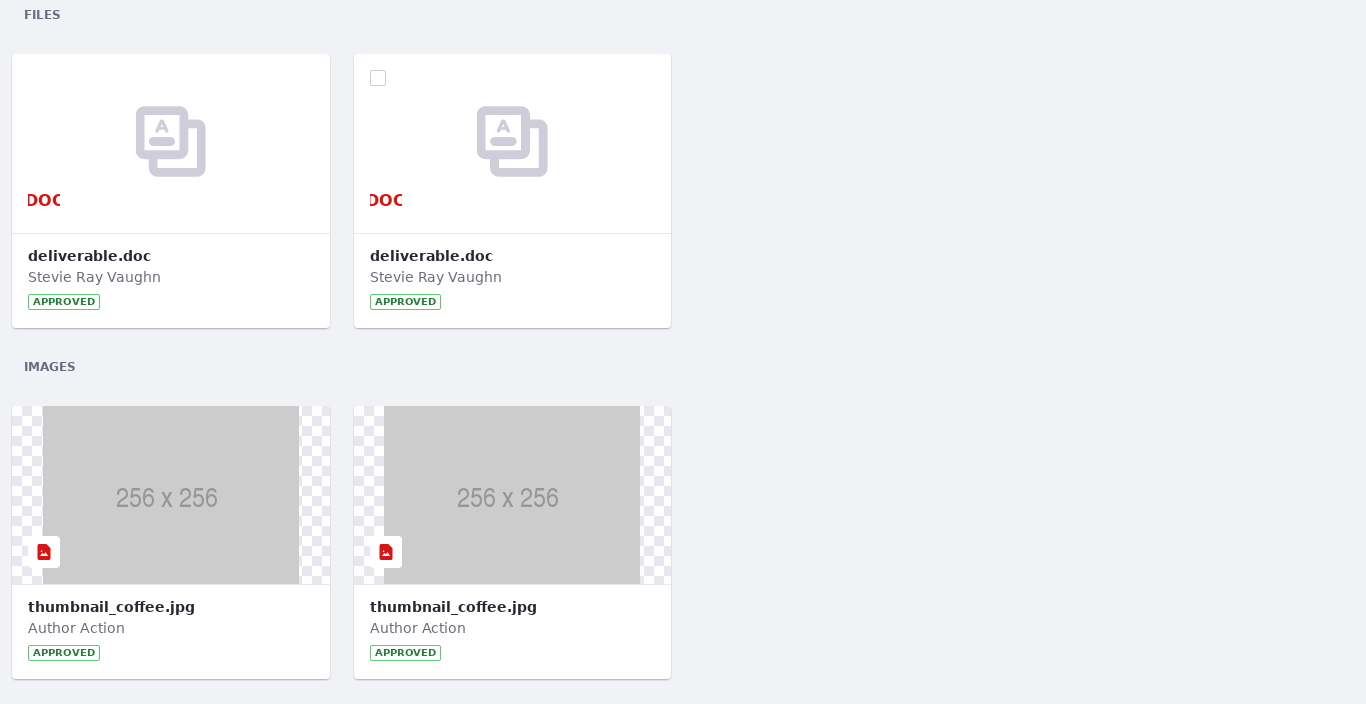 FILES
A
A
DOC
DOC
deliverable.doc
deliverable.doc
Stevie Ray Vaughn
Stevie Ray Vaughn
APPROVED
APPROVED
IMAGES
256 x 256
256 x 256
thumbnail_coffee.jpg
thumbnail_coffee.jpg
Author Action
Author Action
APPROVED
APPROVED